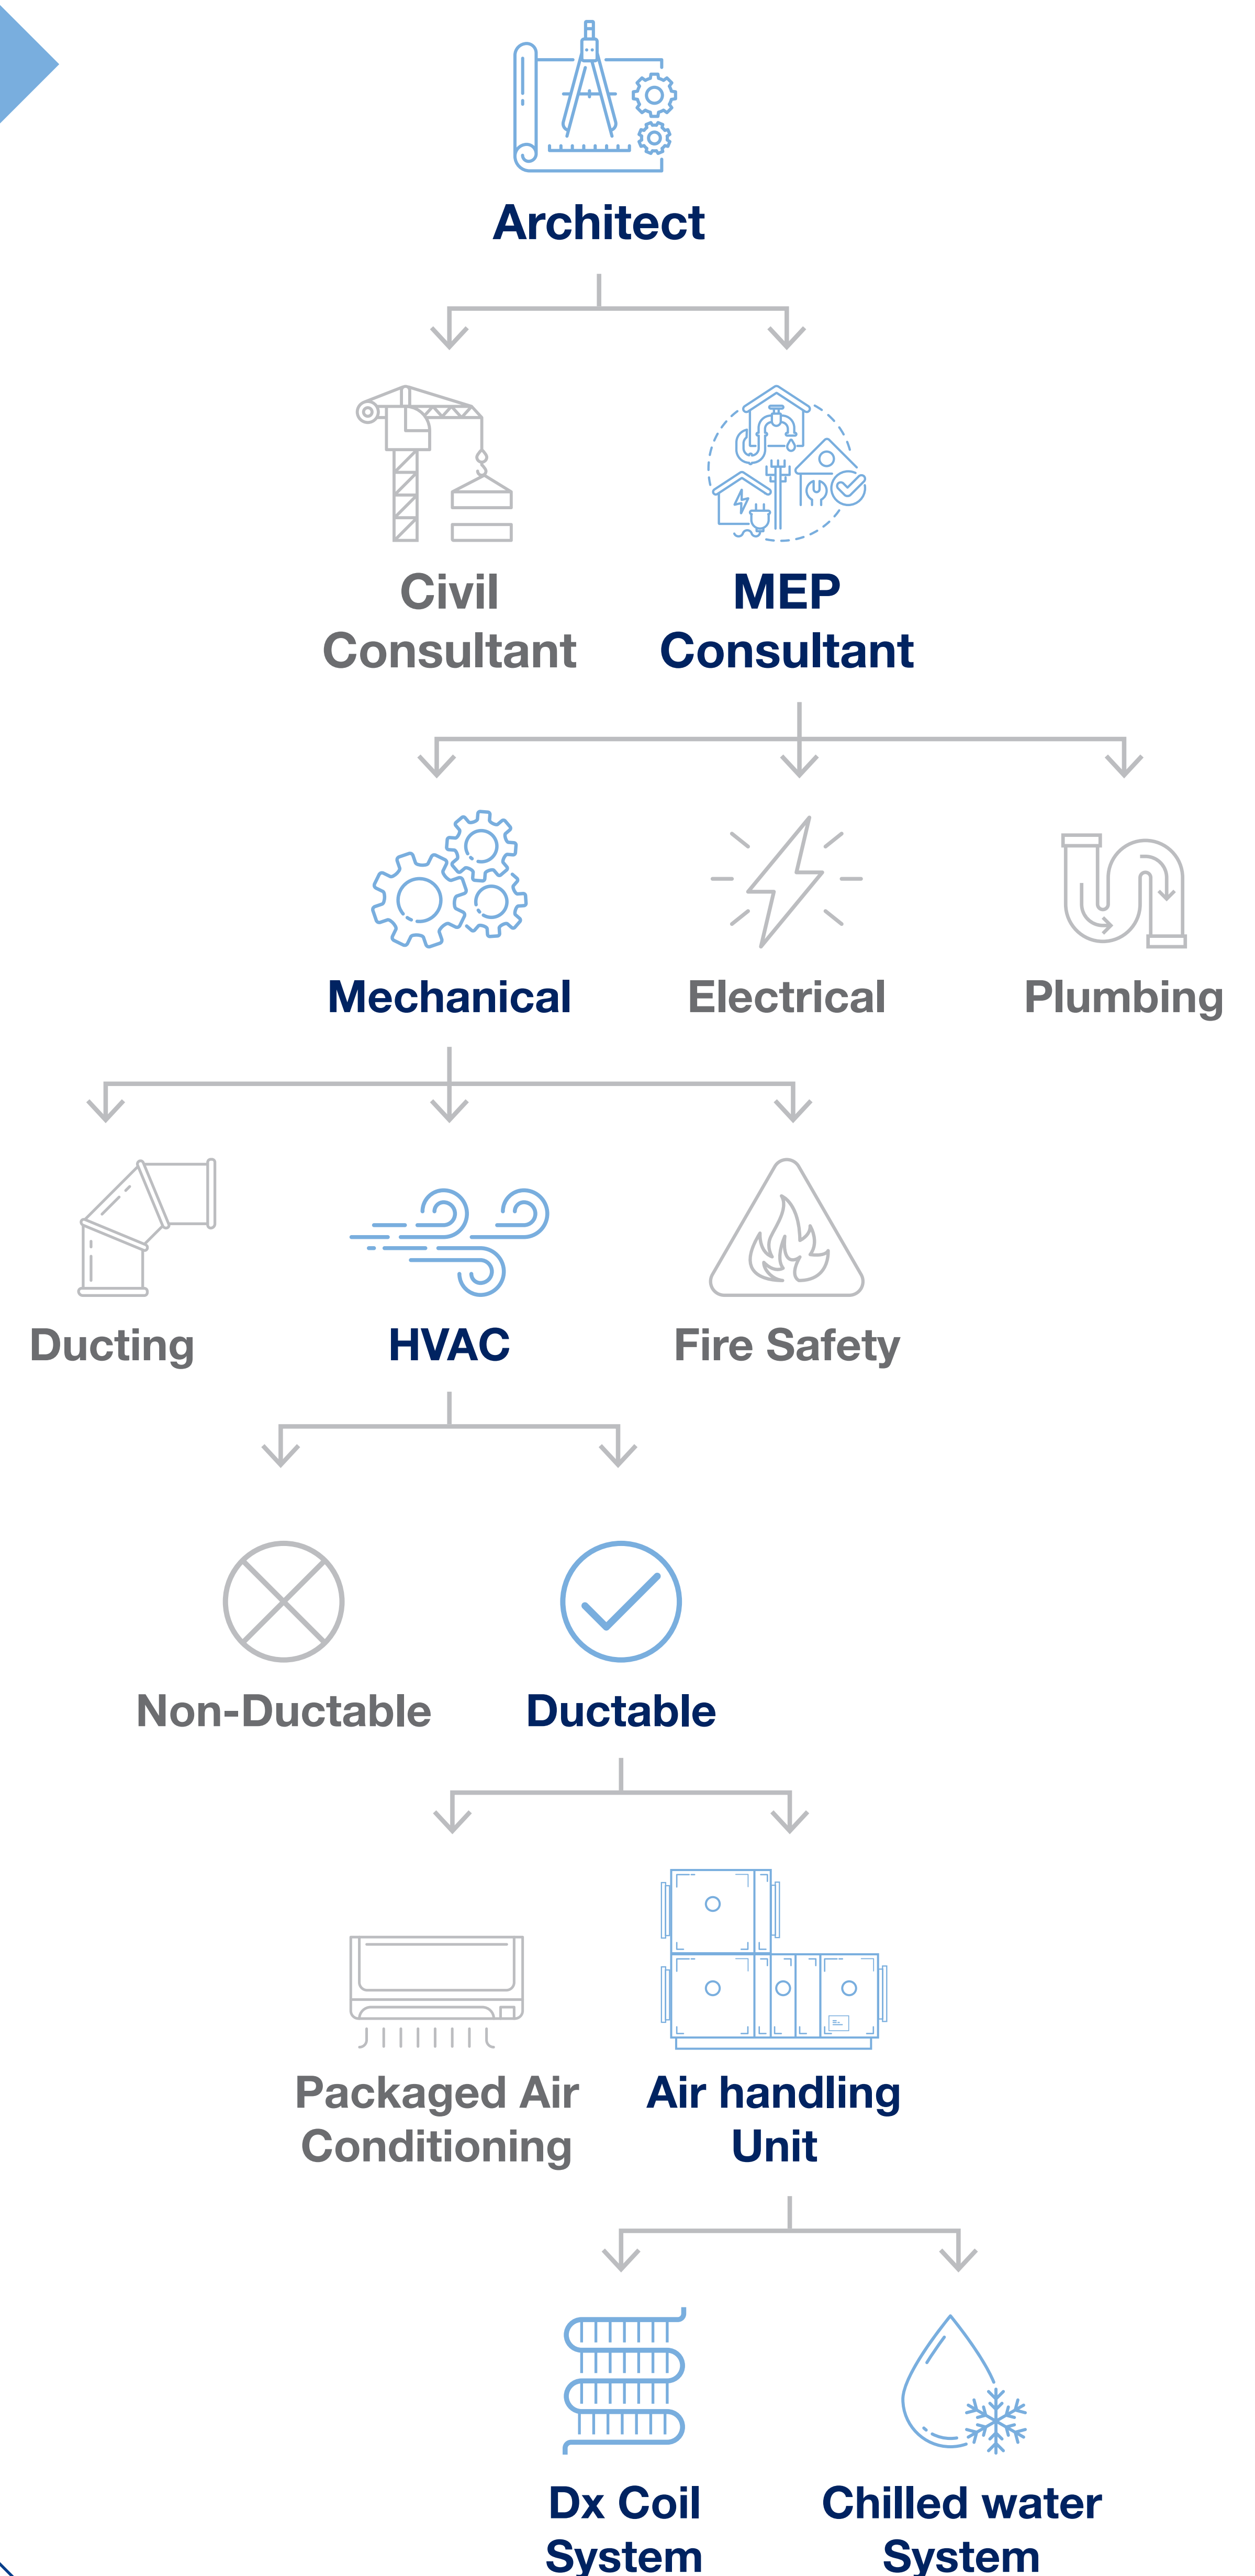 Architect
Civil
Consultant
MEP
Consultant
Mechanical
Electrical
Plumbing
Ducting
HVAC
Fire Safety
Non-Ductable
Ductable
Packaged Air
Conditioning
Air handling
Unit
Dx Coil
System
Chilled water
System